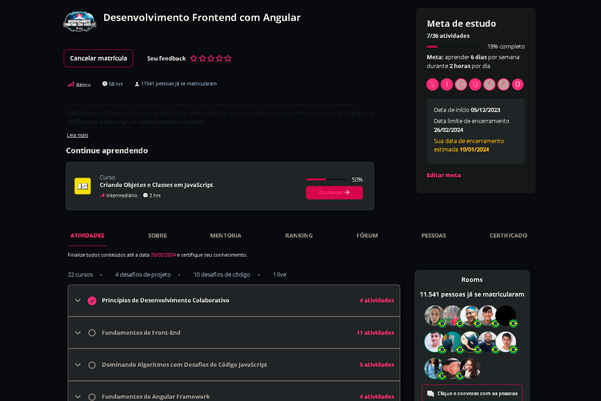 Desenvolvimento Frontend com Angular
Cancelar matrícula
Seu feedback
Básico
68 hrs
11541 pessoas já se matricularam
Leia mais
Continue aprendendo
Curso
Criando Objetos e Classes em JavaScript
Intermediário
2 hrs
50%
Continuar
ATIVIDADES
SOBRE
MENTORIA
RANKING
FÓRUM
PESSOAS
CERTIFICADO
Finalize todos conteúdos até a data 26/02/2024 e certifique seu conhecimento.
22 cursos • 4 desafios de projeto • 10 desafios de código • 1 live
Princípios de Desenvolvimento Colaborativo
4 atividades
Fundamentos de Front-End
11 atividades
Dominando Algoritmos com Desafios de Código JavaScript
5 atividades
Fundamentos do Angular Framework
4 atividades
Meta de estudo
7/36 atividades
19% completo
Meta: aprender 6 dias por semana
durante 2 horas por dia
Data de início 05/12/2023
Data limite de encerramento
26/02/2024
Sua data de encerramento
estimada 10/01/2024
Editar meta
Rooms
11.541 pessoas já se matricularam
Clique e converse com as pessoas